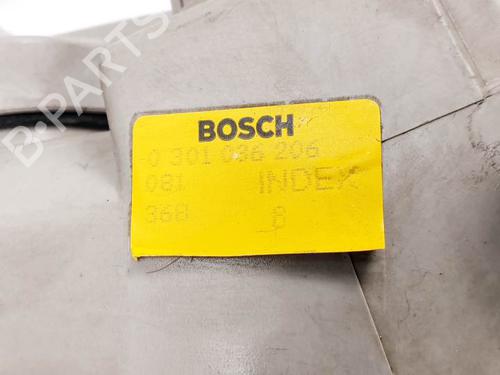 B-PARTS
BOSCH
0 301 036 206
081 INDEX
368 8